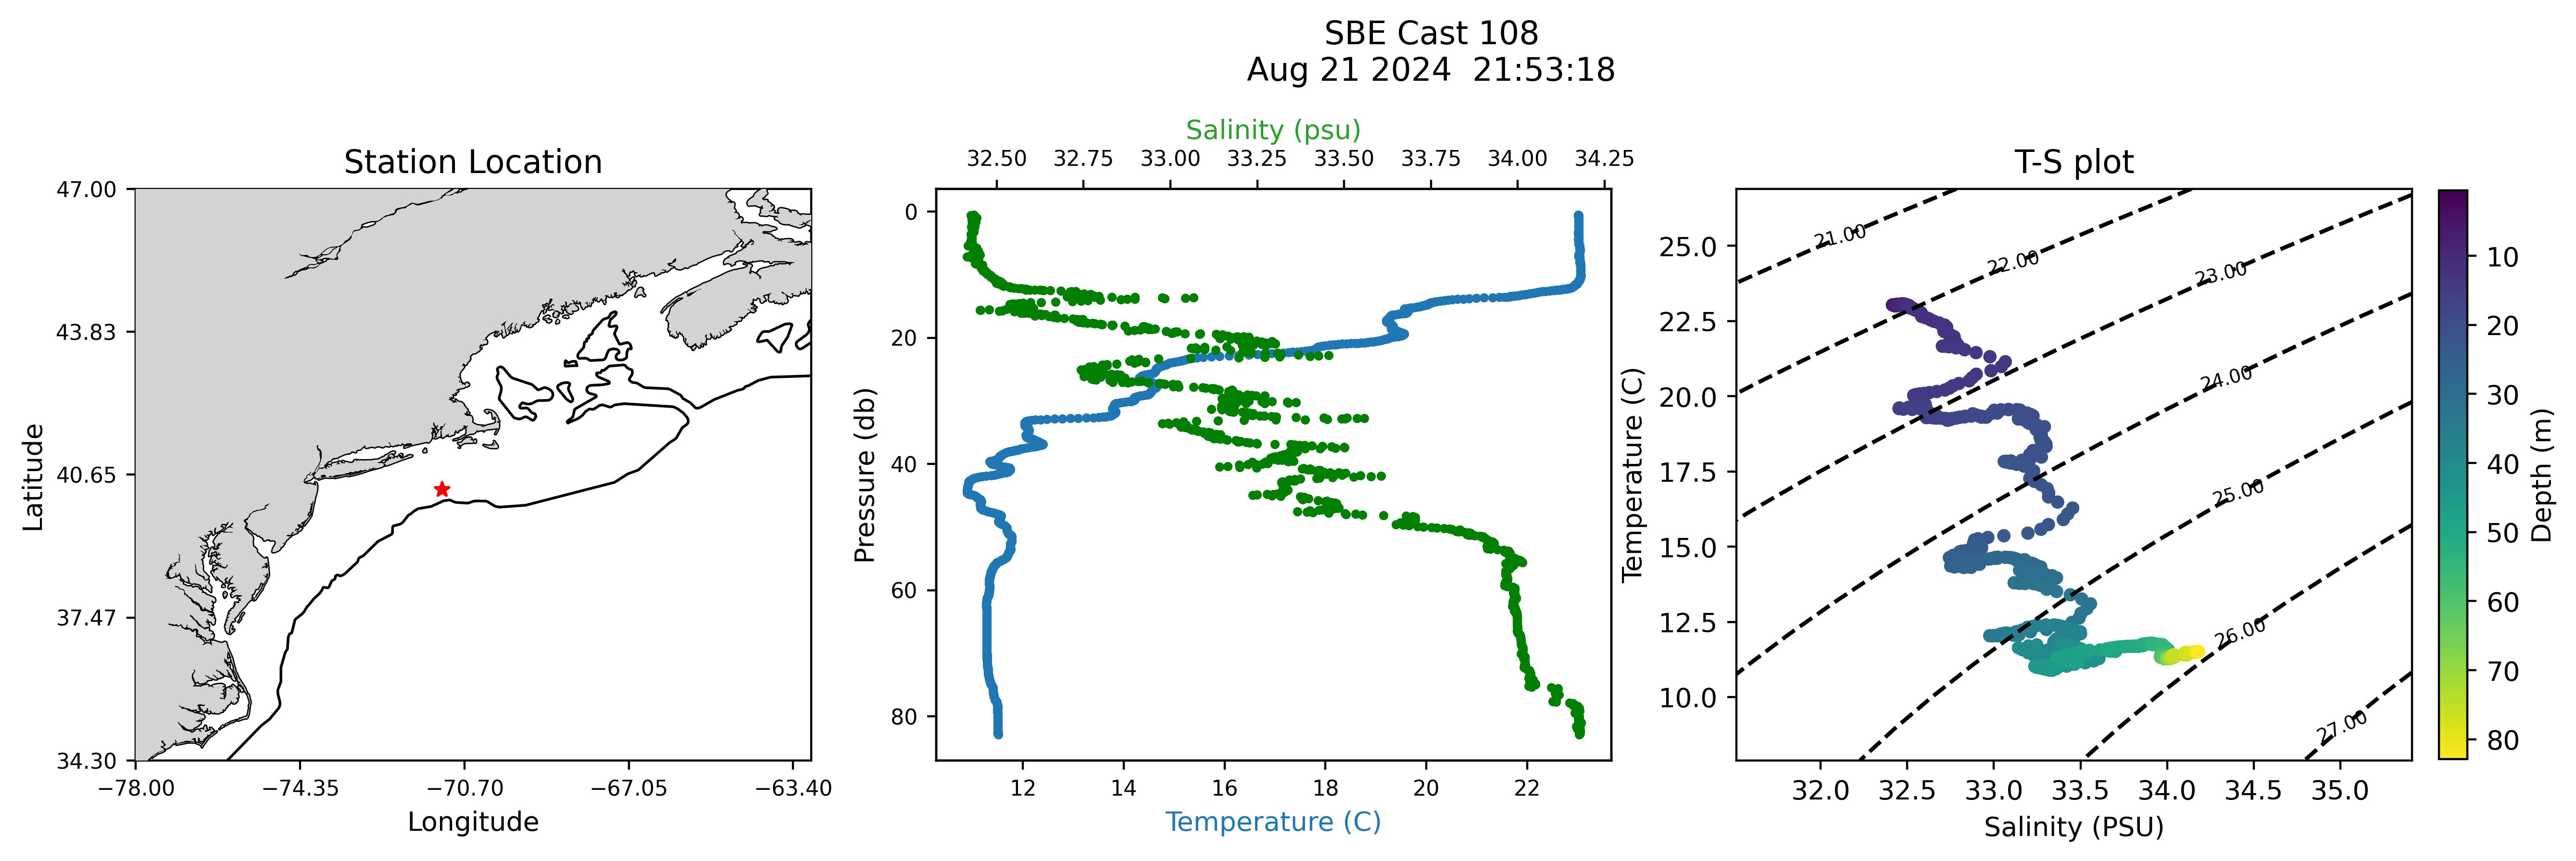 SBE Cast 108
Aug 21 2024  21:53:18
Station Location
47.00
43.83
40.65
37.47
34.30
−78.00 −74.35 −70.70 −67.05 −63.40
Latitude
Longitude
Salinity (psu)
32.50 32.75 33.00 33.25 33.50 33.75 34.00 34.25
0
20
40
60
80
Pressure (db)
12 14 16 18 20 22
Temperature (C)
T-S plot
25.0
22.5
20.0
17.5
15.0
12.5
10.0
Temperature (C)
21.00
22.00
23.00
24.00
25.00
26.00
27.00
32.0 32.5 33.0 33.5 34.0 34.5 35.0
Salinity (PSU)
10
20
30
40
50
60
70
80
Depth (m)